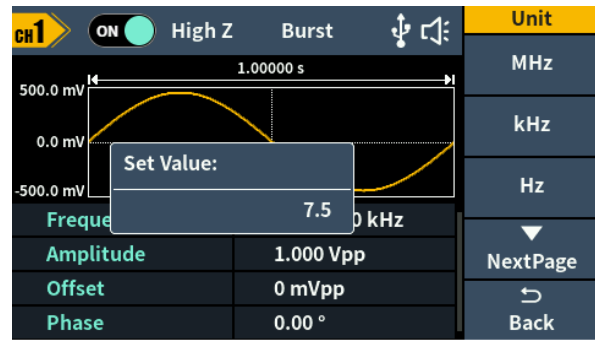 CH1 ON High Z Burst
1.00000 s
500.0 mV
0.0 mV
-500.0 mV
Set Value:
7.5
Freque 0 kHz
Amplitude 1.000 Vpp
Offset 0 mVpp
Phase 0.00 °
Unit
MHz
kHz
Hz
NextPage
Back